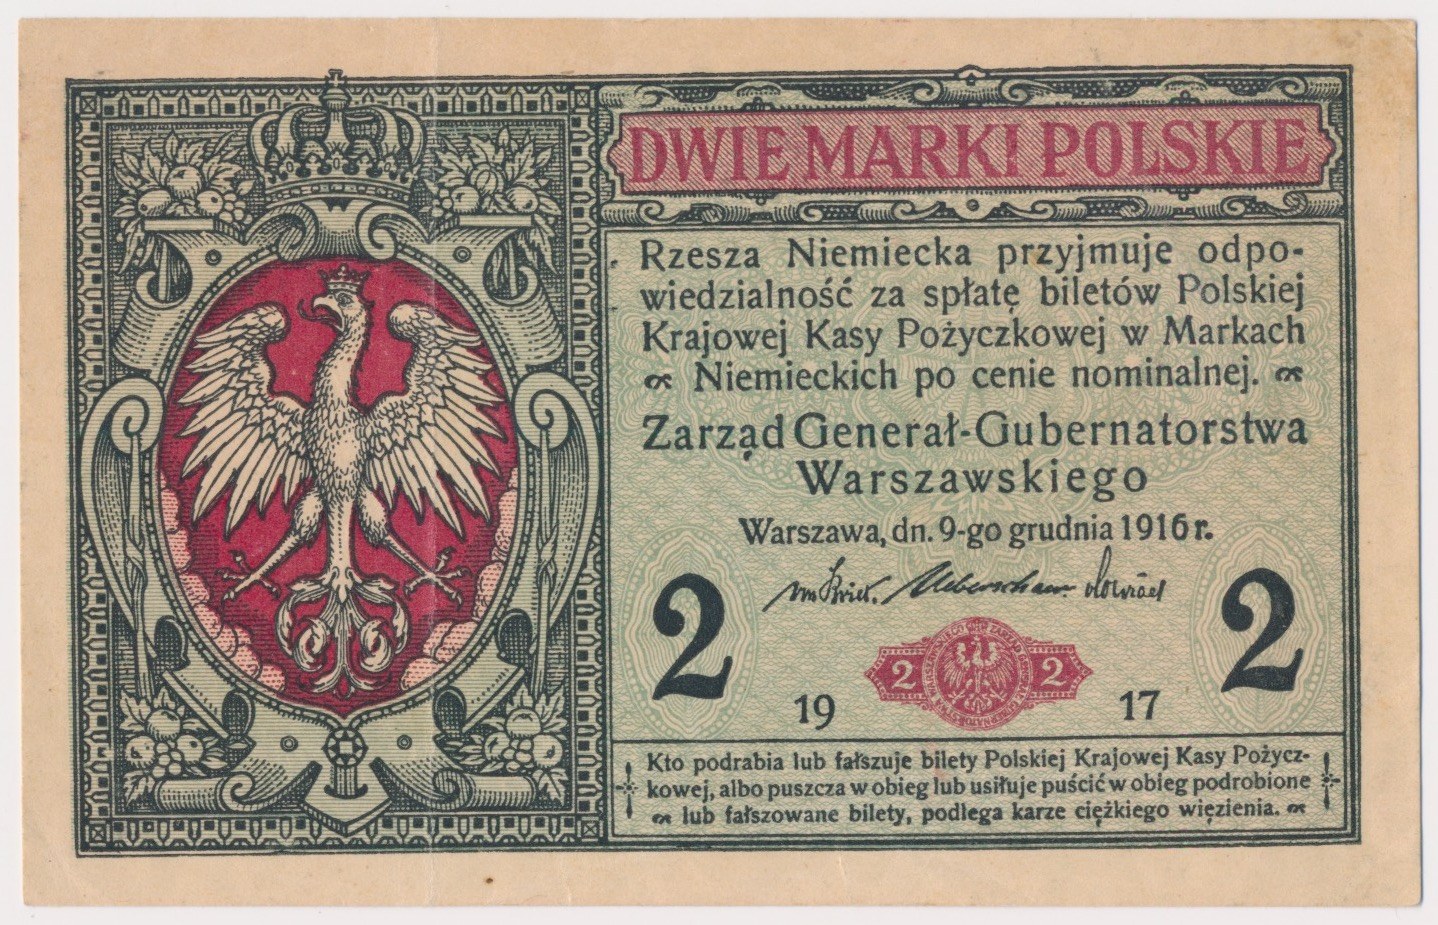 DWIE MARKI POLSKIE
Rzesza Niemiecka przyjmuje odpo-
wiedzialność za spłatę biletów Polskiej
Krajowej Kasy Pożyczkowej w Markach
Niemieckich po cenie nominalnej.
Zarząd Generał-Gubernatorstwa
Warszawskiego
Warszawa, dn. 9-go grudnia 1916 r.
2 2
2 2
19 17
Kto podrabia lub fałszuje bilety Polskiej Krajowej Kasy Pożycz-
kowej, albo puszcza w obieg lub usiłuje puścić w obieg podrobione
lub fałszowane bilety, podlega karze ciężkiego więzienia.